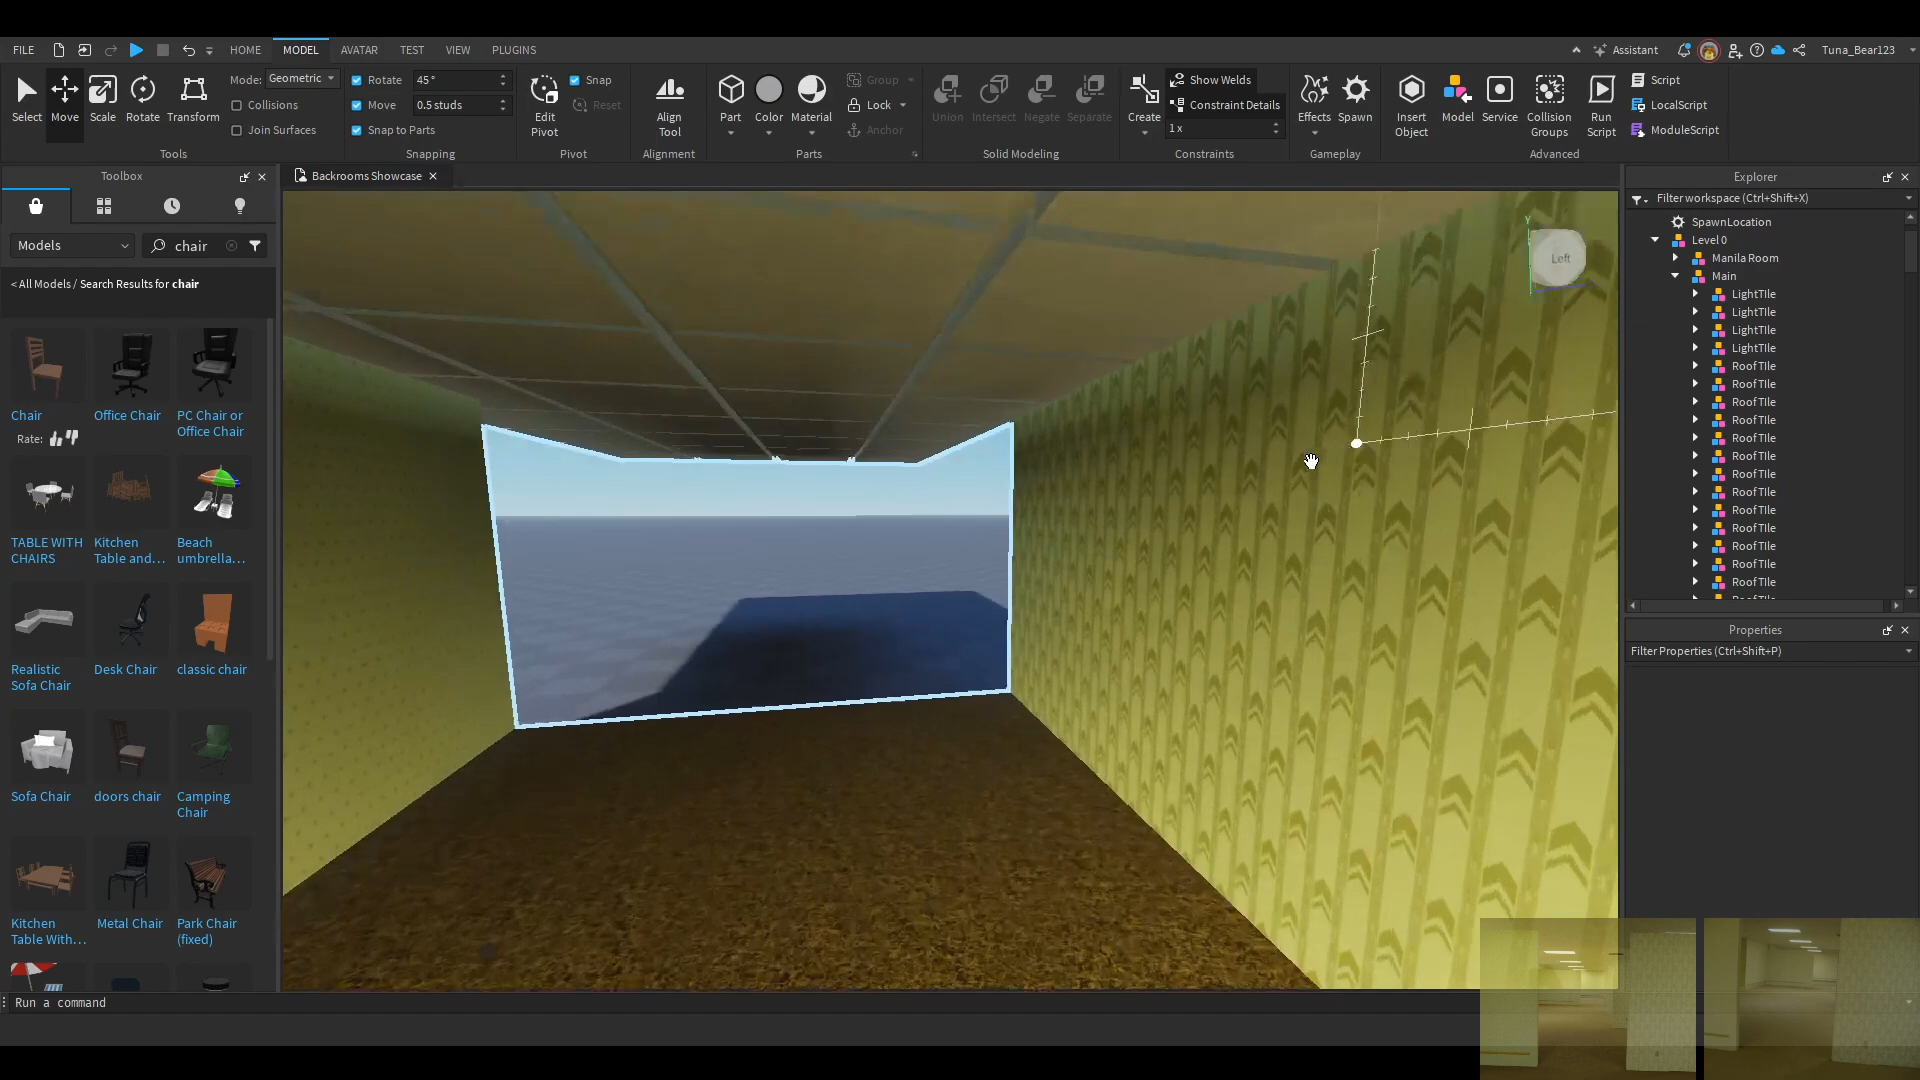 FILE
HOME
MODEL
AVATAR
TEST
VIEW
PLUGINS
Assistant
Tuna_Bear123
Select
Move
Scale
Rotate
Transform
Mode:
Geometric
Collisions
Join Surfaces
Tools
Rotate
45°
Move
0.5 studs
Snap to Parts
Snapping
Edit
Pivot
Snap
Reset
Pivot
Align
Tool
Alignment
Part
Color
Material
Group
Lock
Anchor
Parts
Union
Intersect
Negate
Separate
Solid Modeling
Create
Show Welds
Constraint Details
1 x
Constraints
Effects
Spawn
Gameplay
Insert
Object
Model
Service
Collision
Groups
Run
Script
Script
LocalScript
ModuleScript
Advanced
Toolbox
Models
chair
< All Models / Search Results for chair
Chair
Rate:
Office Chair
PC Chair or
Office Chair
TABLE WITH
CHAIRS
Kitchen
Table and...
Beach
umbrella...
Realistic
Sofa Chair
Desk Chair
classic chair
Sofa Chair
doors chair
Camping
Chair
Kitchen
Table With...
Metal Chair
Park Chair
(fixed)
Backrooms Showcase
Y
Left
Explorer
Filter workspace (Ctrl+Shift+X)
SpawnLocation
Level 0
Manila Room
Main
LightTIle
LightTIle
LightTIle
LightTIle
RoofTIle
RoofTIle
RoofTIle
RoofTIle
RoofTIle
RoofTIle
RoofTIle
RoofTIle
RoofTIle
RoofTIle
RoofTIle
RoofTIle
RoofTIle
Properties
Filter Properties (Ctrl+Shift+P)
Run a command